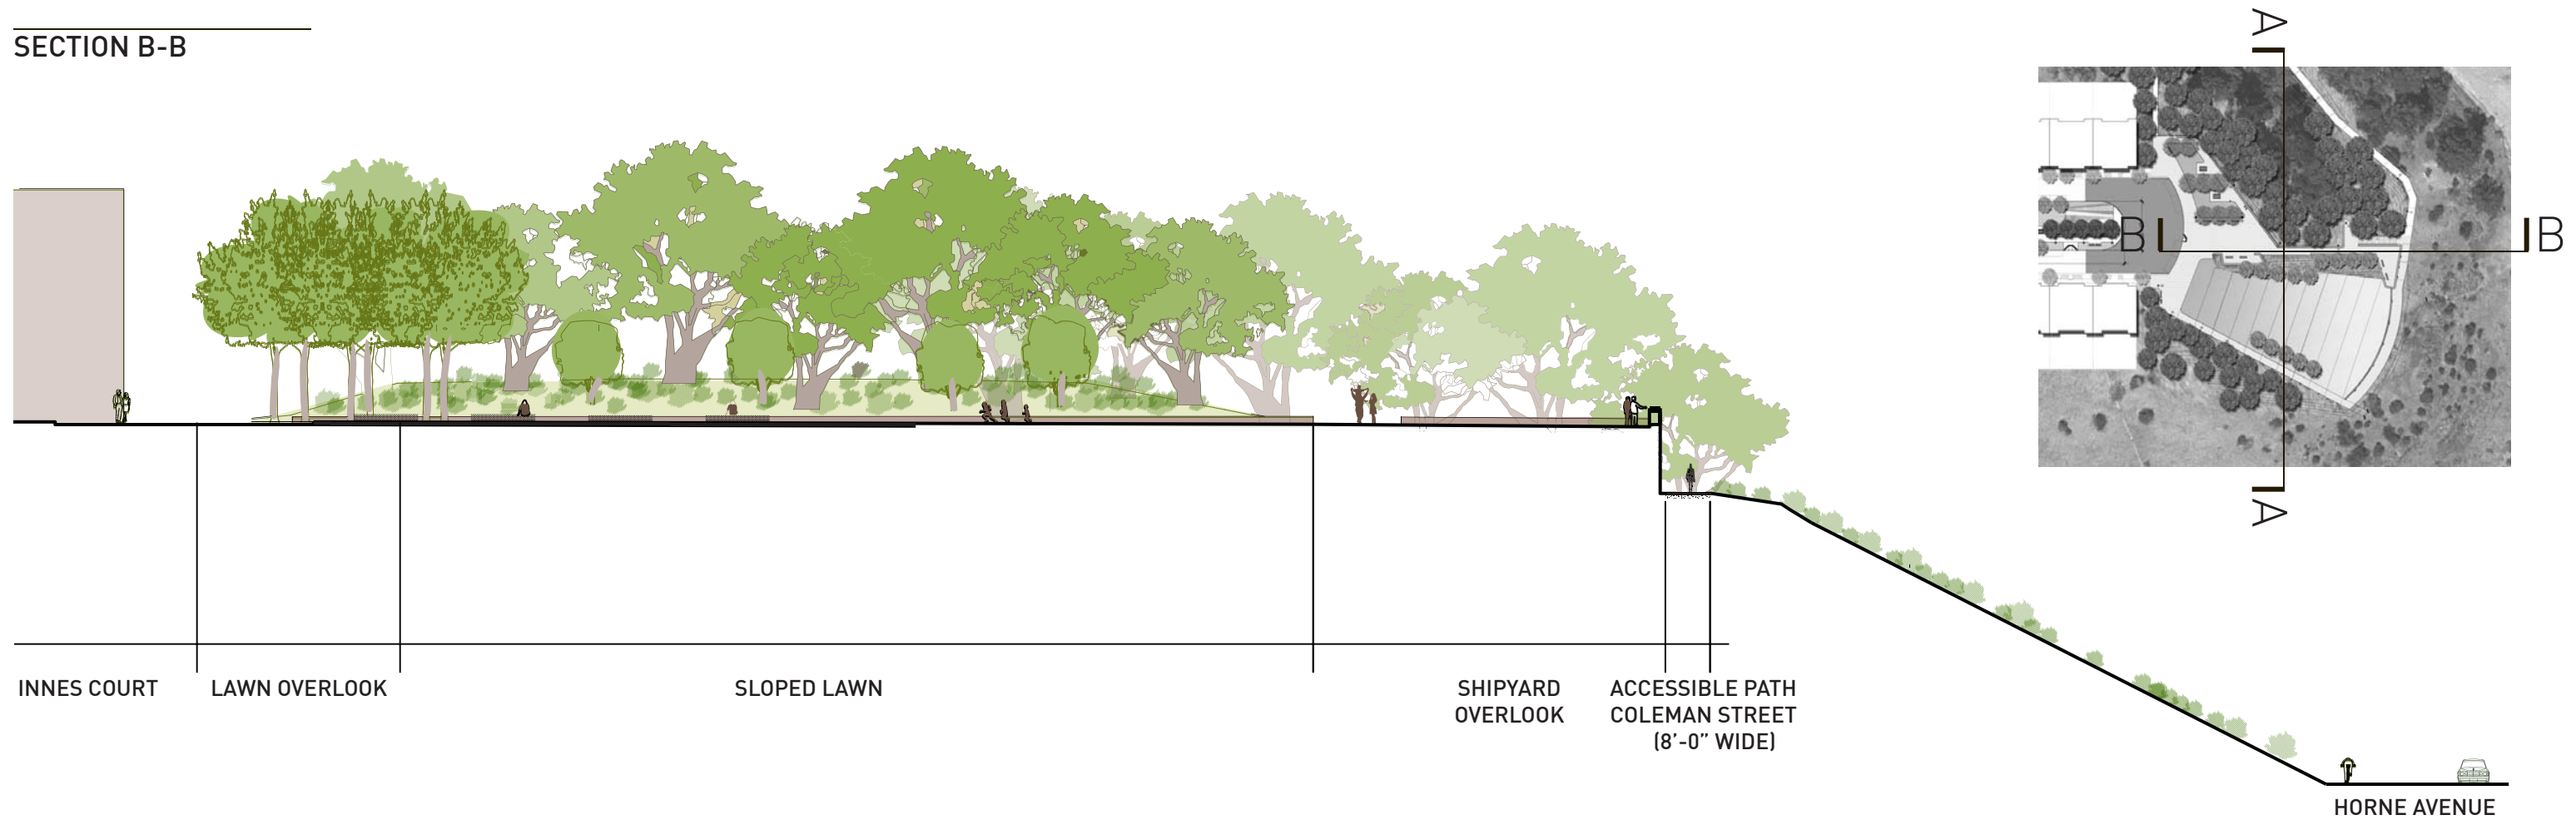 SECTION B-B
A
B
B
A
INNES COURT
LAWN OVERLOOK
SLOPED LAWN
SHIPYARD
OVERLOOK
ACCESSIBLE PATH
COLEMAN STREET
(8'-0” WIDE)
HORNE AVENUE